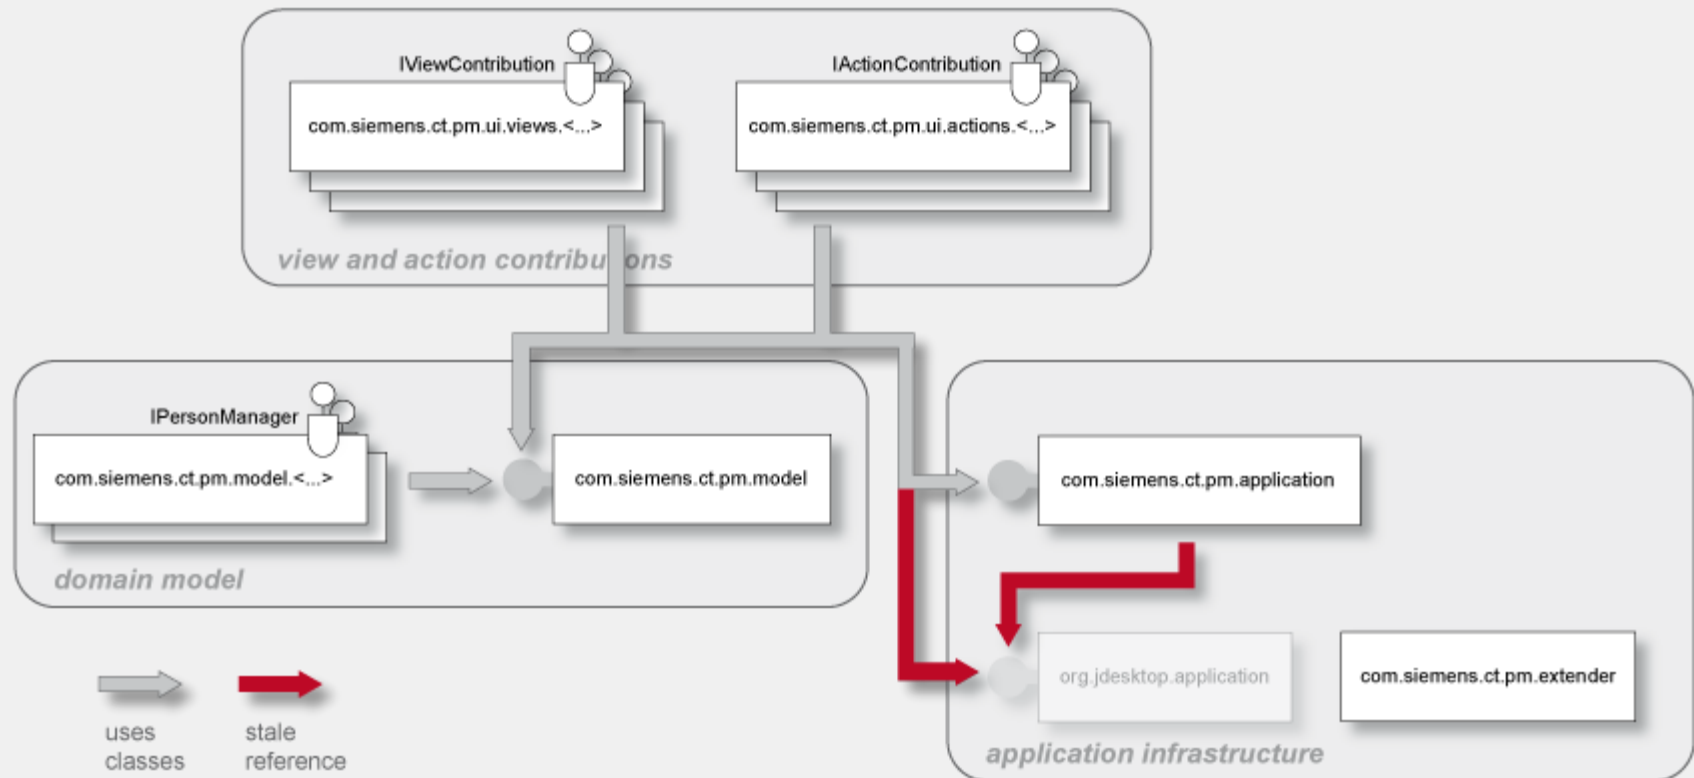 IViewContribution
IActionContribution
com.siemens.ct.pm.ui.views.<...>
com.siemens.ct.pm.ui.actions.<...>
view and action contributions
IPersonManager
com.siemens.ct.pm.model.<...>
com.siemens.ct.pm.model
com.siemens.ct.pm.application
domain model
org.jdesktop.application
com.siemens.ct.pm.extender
application infrastructure
uses
classes
stale
reference